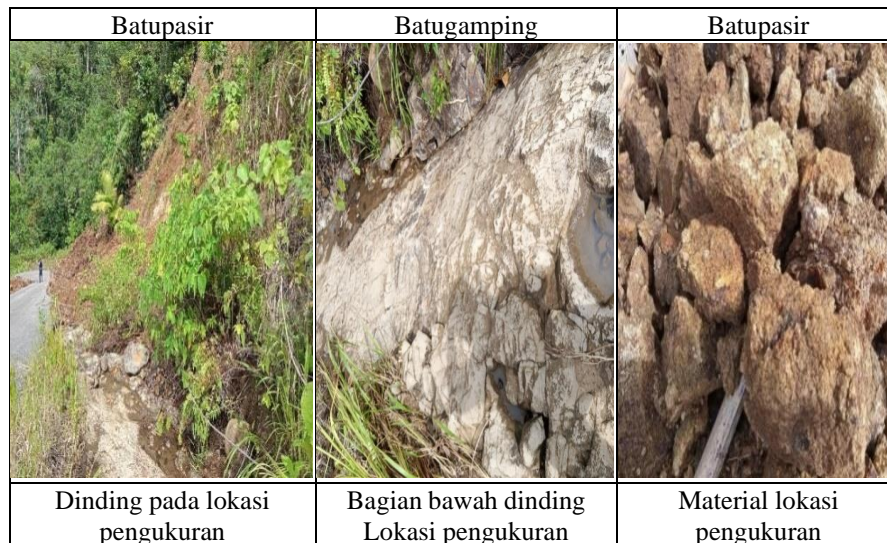 Batupasir
Batugamping
Batupasir
Dinding pada lokasi
pengukuran
Bagian bawah dinding
Lokasi pengukuran
Material lokasi
pengukuran